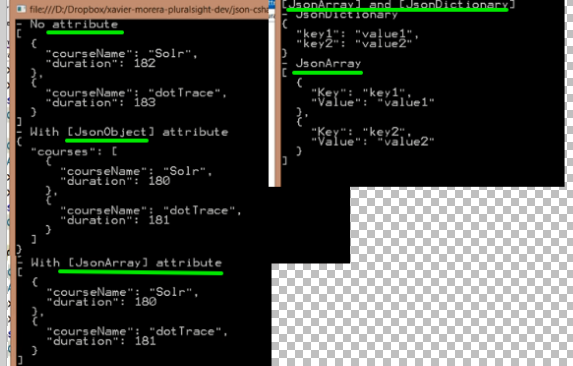 file:///D:/Dropbox/xavier-morera-pluralsight-dev/json-csha
- No attribute
[
{
"courseName": "Solr",
"duration": 182
},
{
"courseName": "dotTrace",
"duration": 183
}
]
- With [JsonObject] attribute
{
"courses": [
{
"courseName": "Solr",
"duration": 180
},
{
"courseName": "dotTrace",
"duration": 181
}
]
}
- With [JsonArray] attribute
[
{
"courseName": "Solr",
"duration": 180
},
{
"courseName": "dotTrace",
"duration": 181
}
]
[JsonArray] and [JsonDictionary]
- JsonDictionary
{
"key1": "value1",
"key2": "value2"
}
- JsonArray
[
{
"Key": "key1",
"Value": "value1"
},
{
"Key": "key2",
"Value": "value2"
}
]